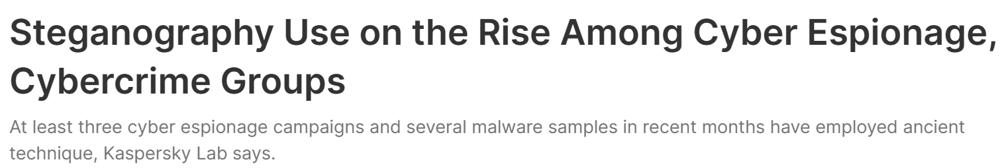 Steganography Use on the Rise Among Cyber Espionage,
Cybercrime Groups
At least three cyber espionage campaigns and several malware samples in recent months have employed ancient
technique, Kaspersky Lab says.